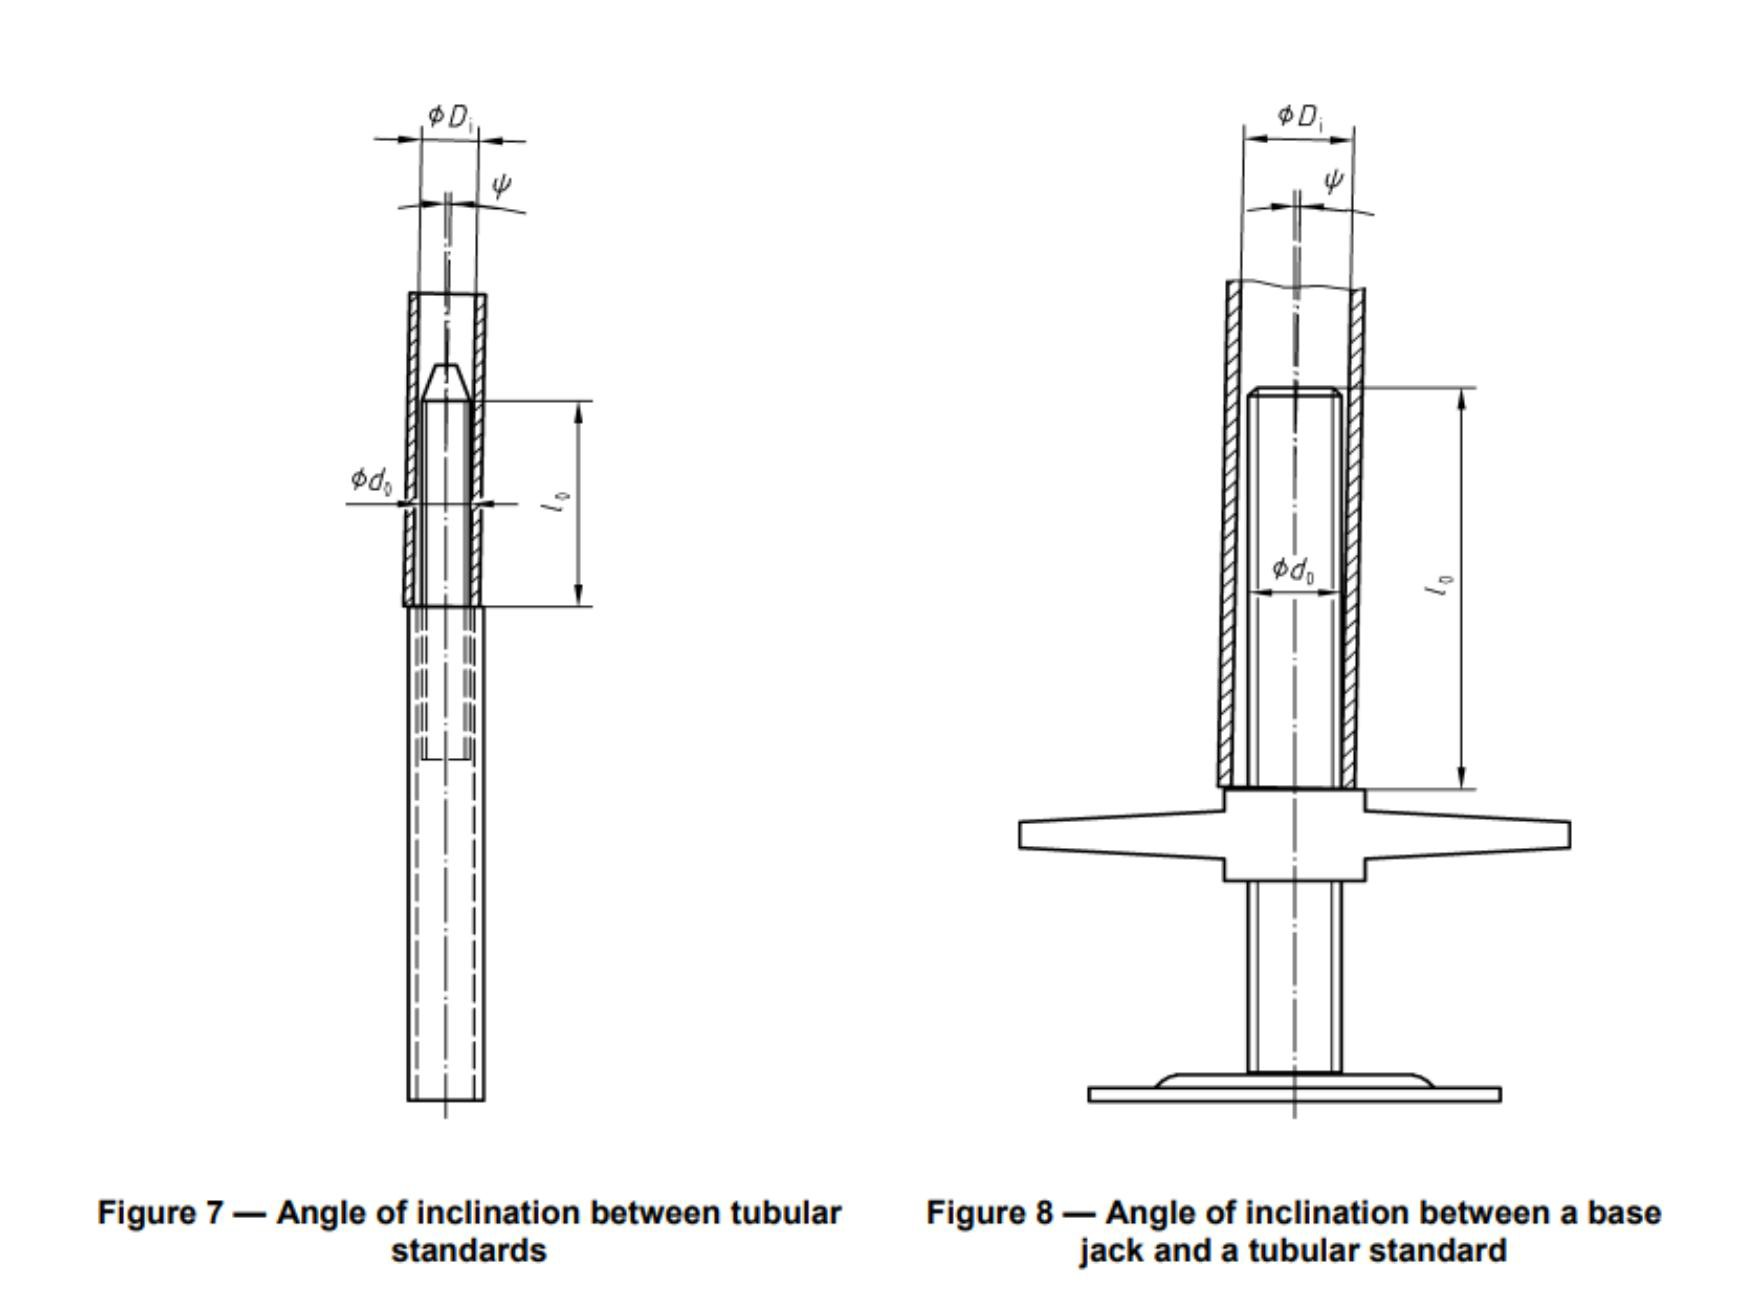 ϕDᵢ
ψ
ϕd₀
l₀
Figure 7 — Angle of inclination between tubular
standards
ϕDᵢ
ψ
ϕd₀
l₀
Figure 8 — Angle of inclination between a base
jack and a tubular standard